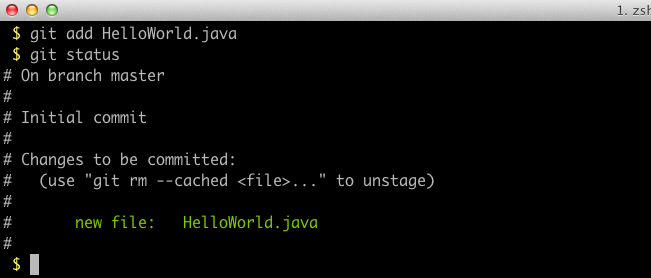 1. zsh
$ git add HelloWorld.java
$ git status
# On branch master
#
# Initial commit
#
# Changes to be committed:
#   (use "git rm --cached <file>..." to unstage)
#
#       new file:   HelloWorld.java
#
$